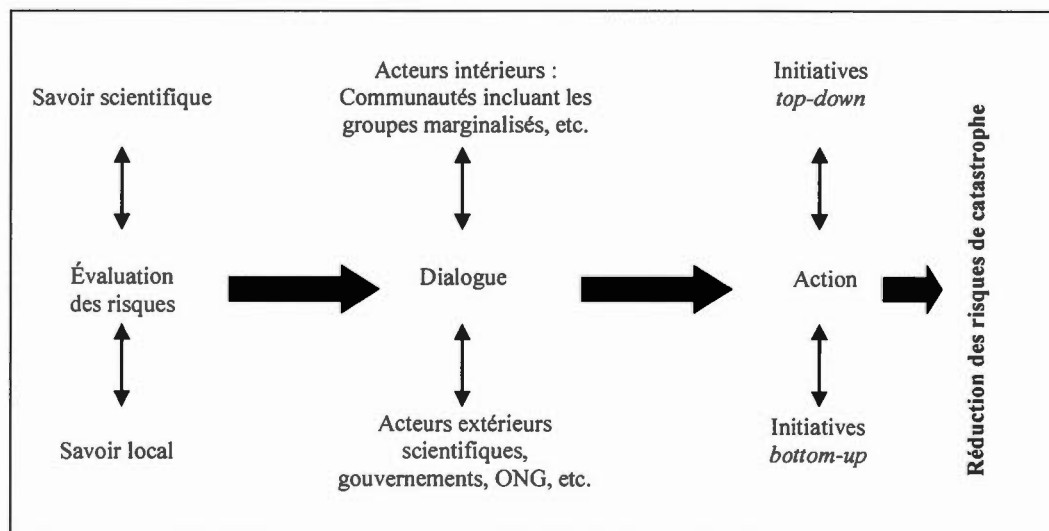 Savoir scientifique
Évaluation
des risques
Savoir local
Acteurs intérieurs :
Communautés incluant les
groupes marginalisés, etc.
Dialogue
Acteurs extérieurs
scientifiques,
gouvernements, ONG, etc.
Initiatives
top-down
Action
Initiatives
bottom-up
Réduction des risques de catastrophe